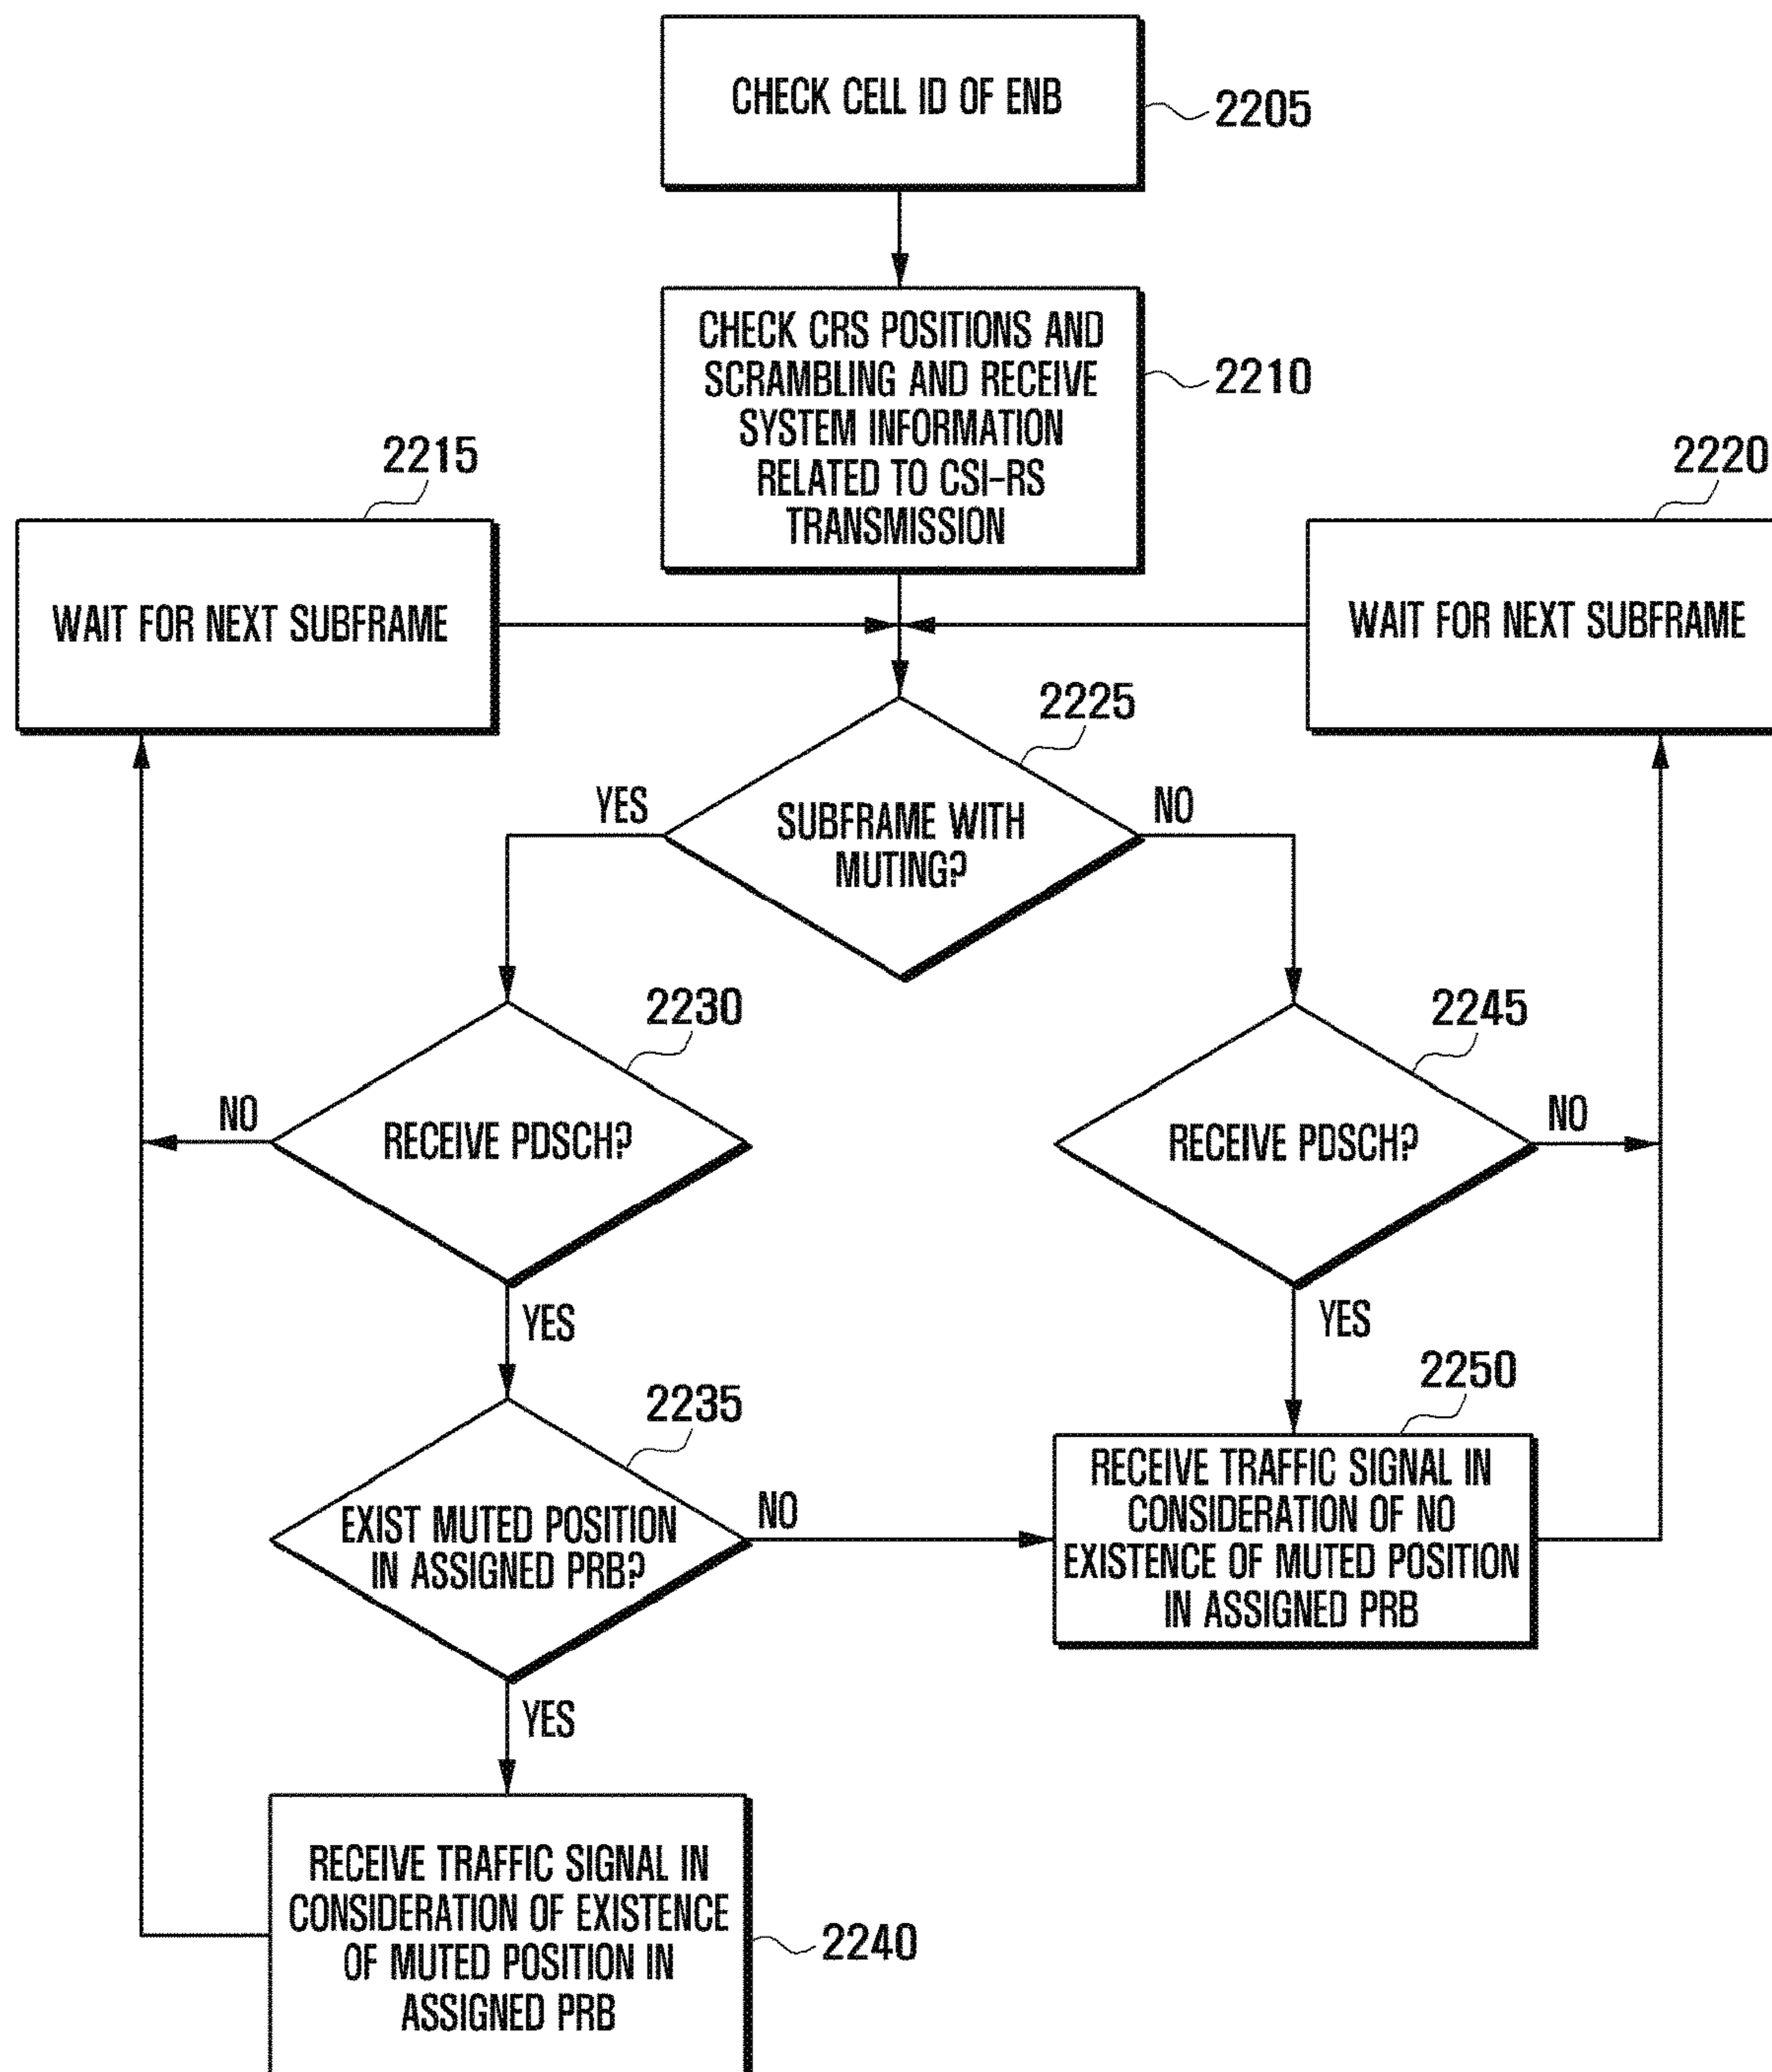 CHECK CELL ID OF ENB
2205
CHECK CRS POSITIONS AND
SCRAMBLING AND RECEIVE
SYSTEM INFORMATION
RELATED TO CSI-RS
TRANSMISSION
2210
2215
WAIT FOR NEXT SUBFRAME
2220
WAIT FOR NEXT SUBFRAME
2225
SUBFRAME WITH
MUTING?
YES
NO
2230
RECEIVE PDSCH?
NO
YES
2245
RECEIVE PDSCH?
NO
YES
2235
EXIST MUTED POSITION
IN ASSIGNED PRB?
NO
YES
2250
RECEIVE TRAFFIC SIGNAL IN
CONSIDERATION OF NO
EXISTENCE OF MUTED POSITION
IN ASSIGNED PRB
RECEIVE TRAFFIC SIGNAL IN
CONSIDERATION OF EXISTENCE
OF MUTED POSITION IN
ASSIGNED PRB
2240